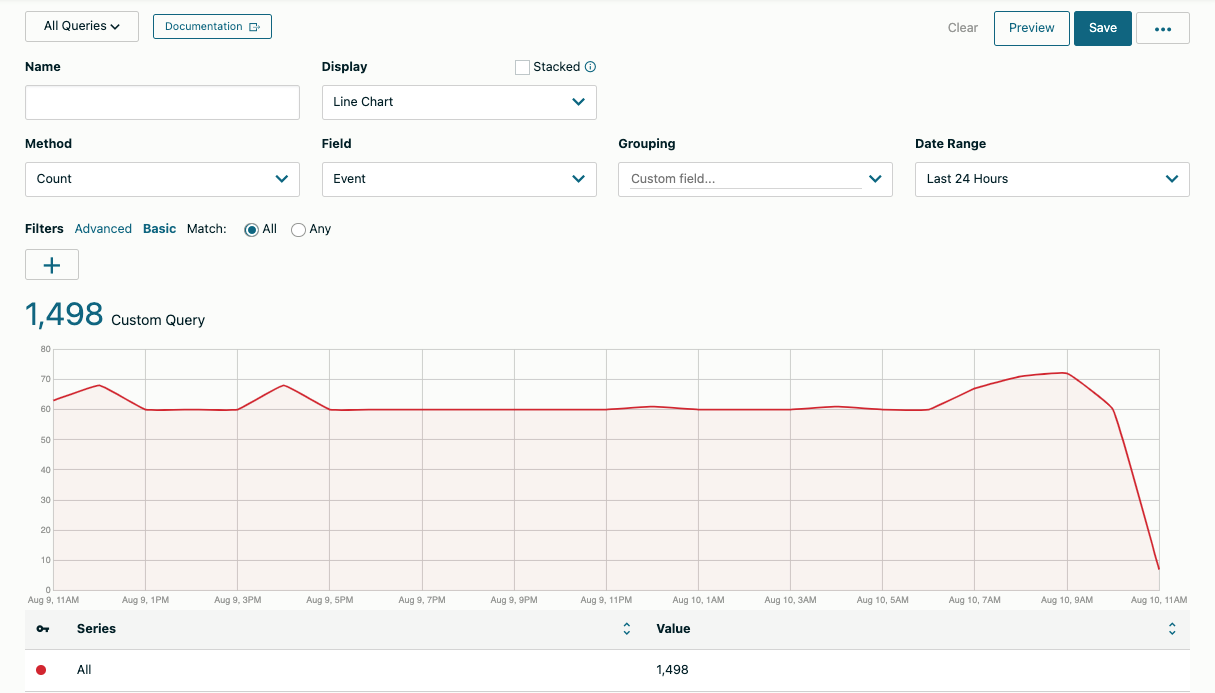 All Queries
Documentation
Clear
Preview
Save
Name
Display
Stacked
Line Chart
Method
Field
Grouping
Date Range
Count
Event
Custom field...
Last 24 Hours
Filters Advanced Basic Match: All Any
1,498 Custom Query
80
70
60
50
40
30
20
10
0
Aug 9, 11AM Aug 9, 1PM Aug 9, 3PM Aug 9, 5PM Aug 9, 7PM Aug 9, 9PM Aug 9, 11PM Aug 10, 1AM Aug 10, 3AM Aug 10, 5AM Aug 10, 7AM Aug 10, 9AM Aug 10, 11AM
Series Value
All 1,498